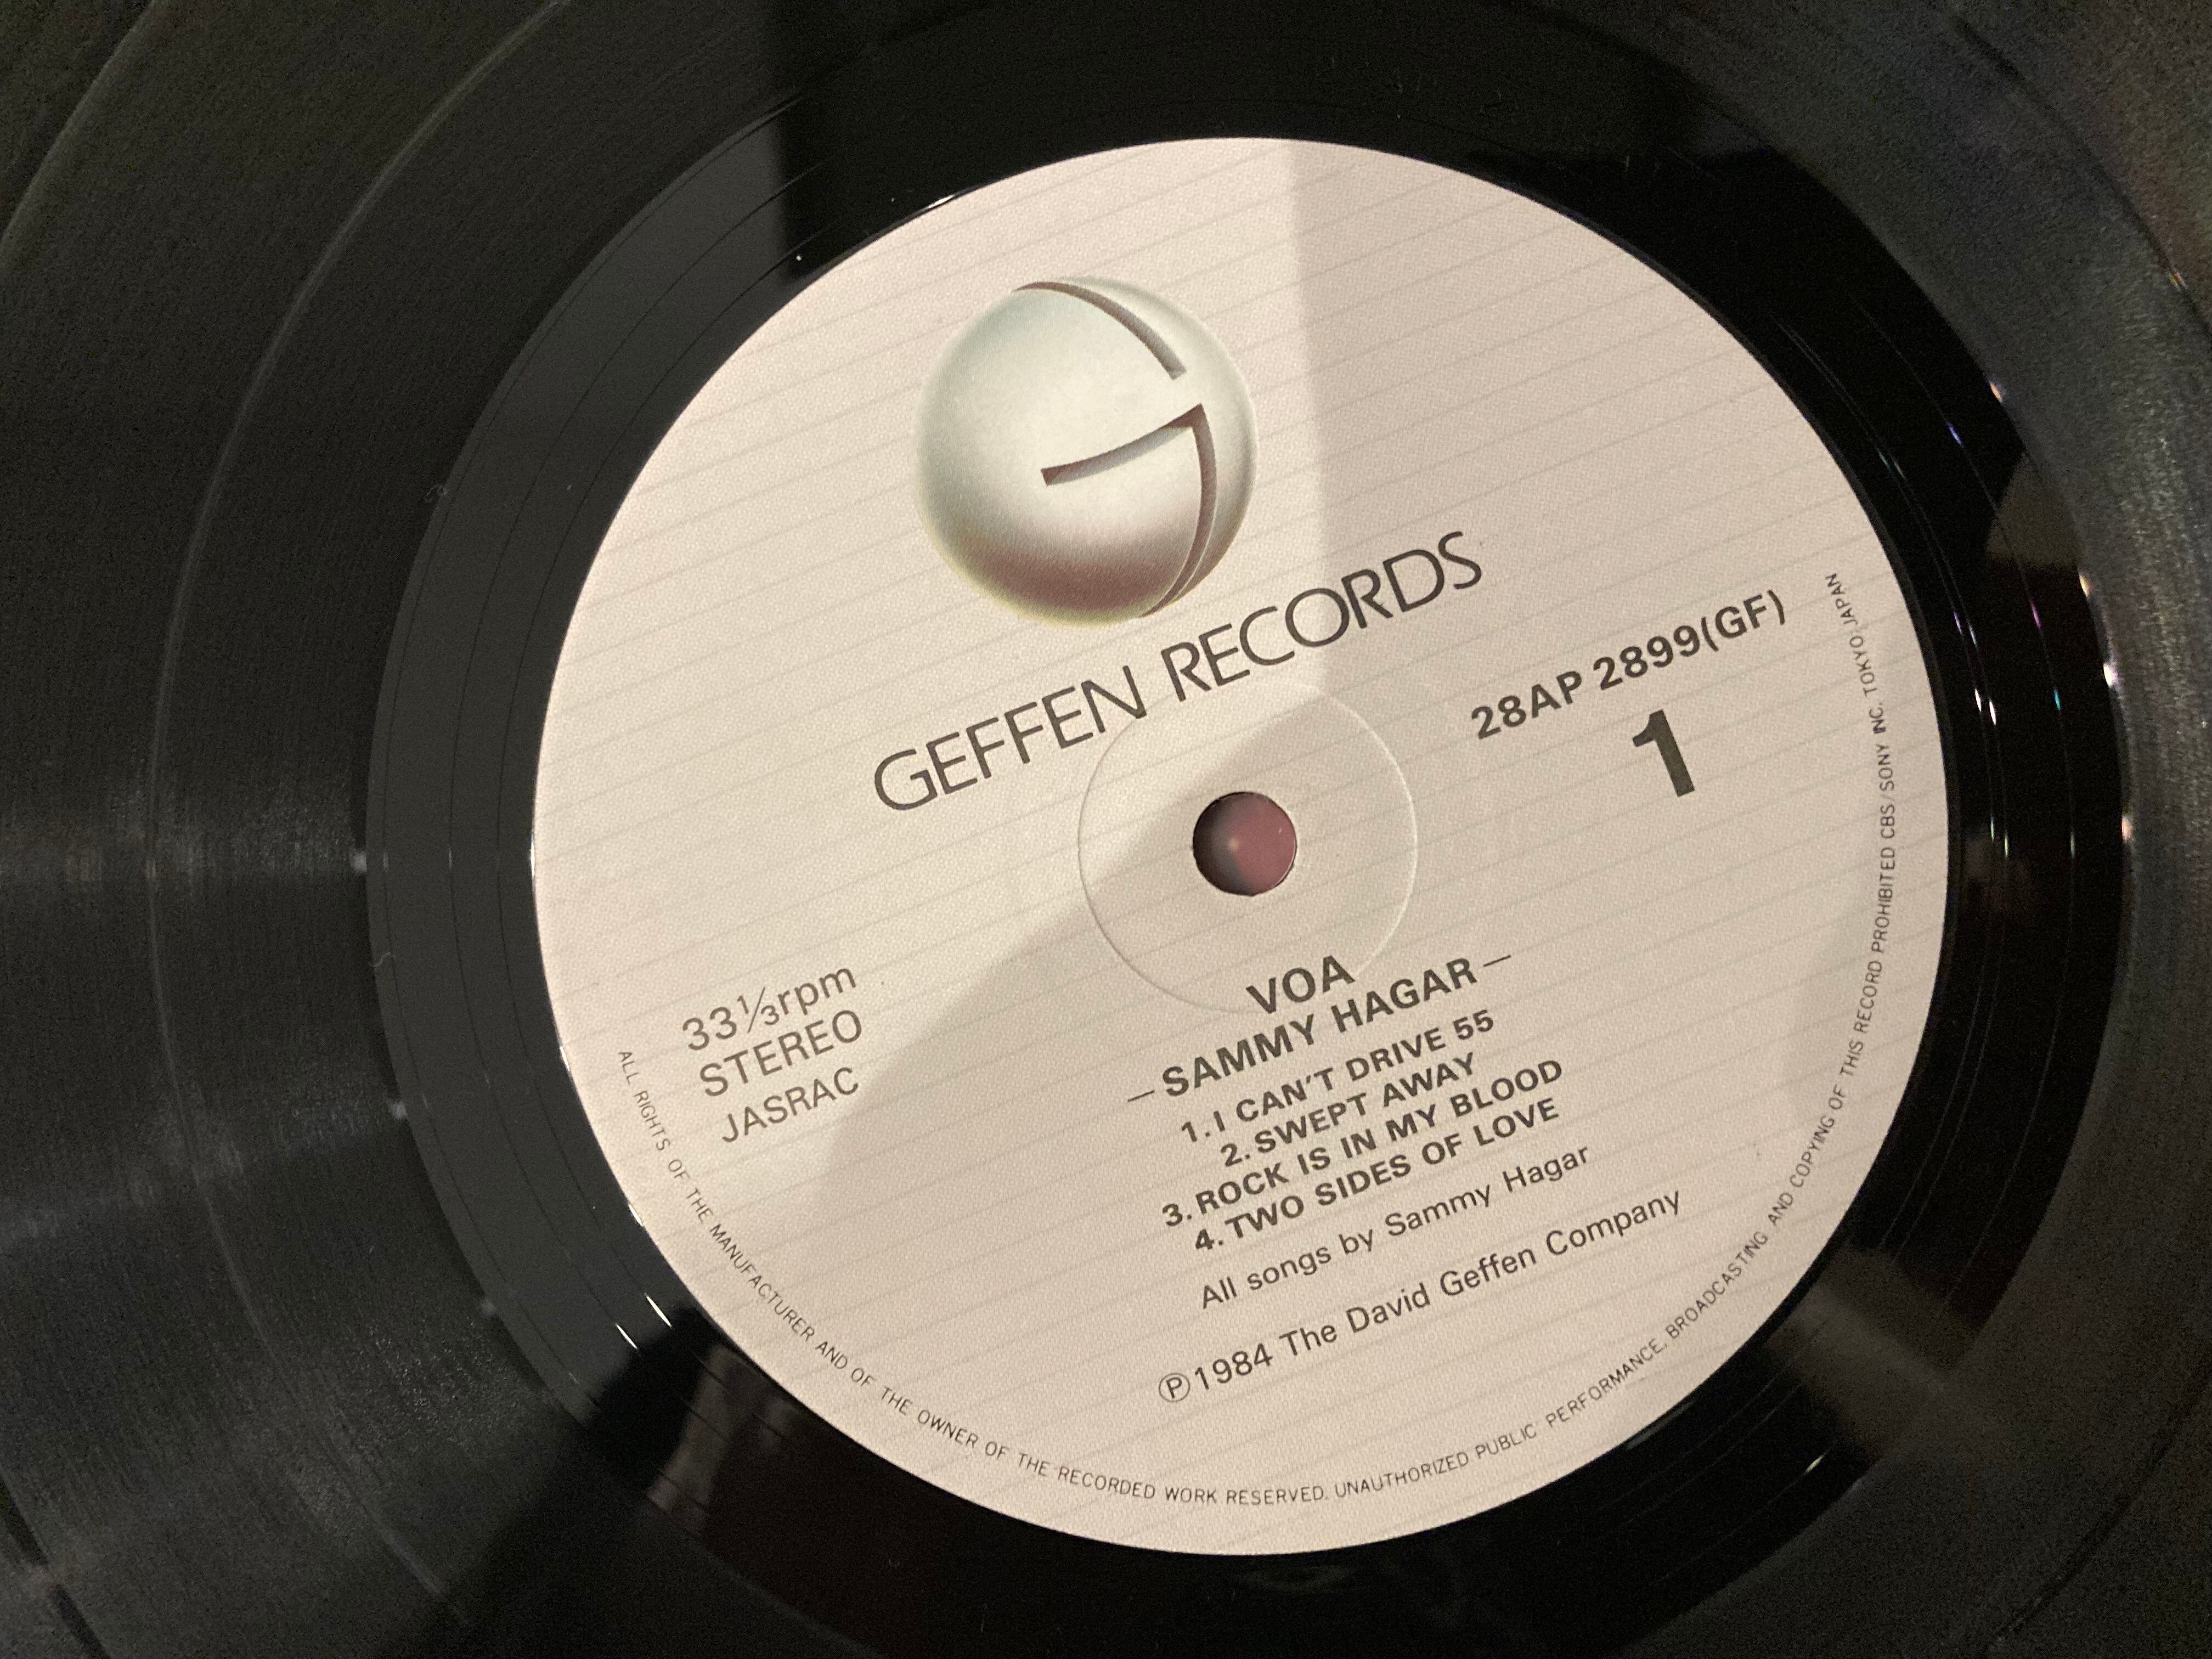 GEFFEN RECORDS
28AP 2899(GF)
1
33⅓rpm
STEREO
JASRAC
VOA
—SAMMY HAGAR—
1. I CAN'T DRIVE 55
2. SWEPT AWAY
3. ROCK IS IN MY BLOOD
4. TWO SIDES OF LOVE
All songs by Sammy Hagar
℗1984 The David Geffen Company
ALL RIGHTS OF THE MANUFACTURER AND OF THE OWNER OF THE RECORDED WORK RESERVED. UNAUTHORIZED PUBLIC PERFORMANCE, BROADCASTING AND COPYING OF THIS RECORD PROHIBITED CBS/SONY INC. TOKYO JAPAN